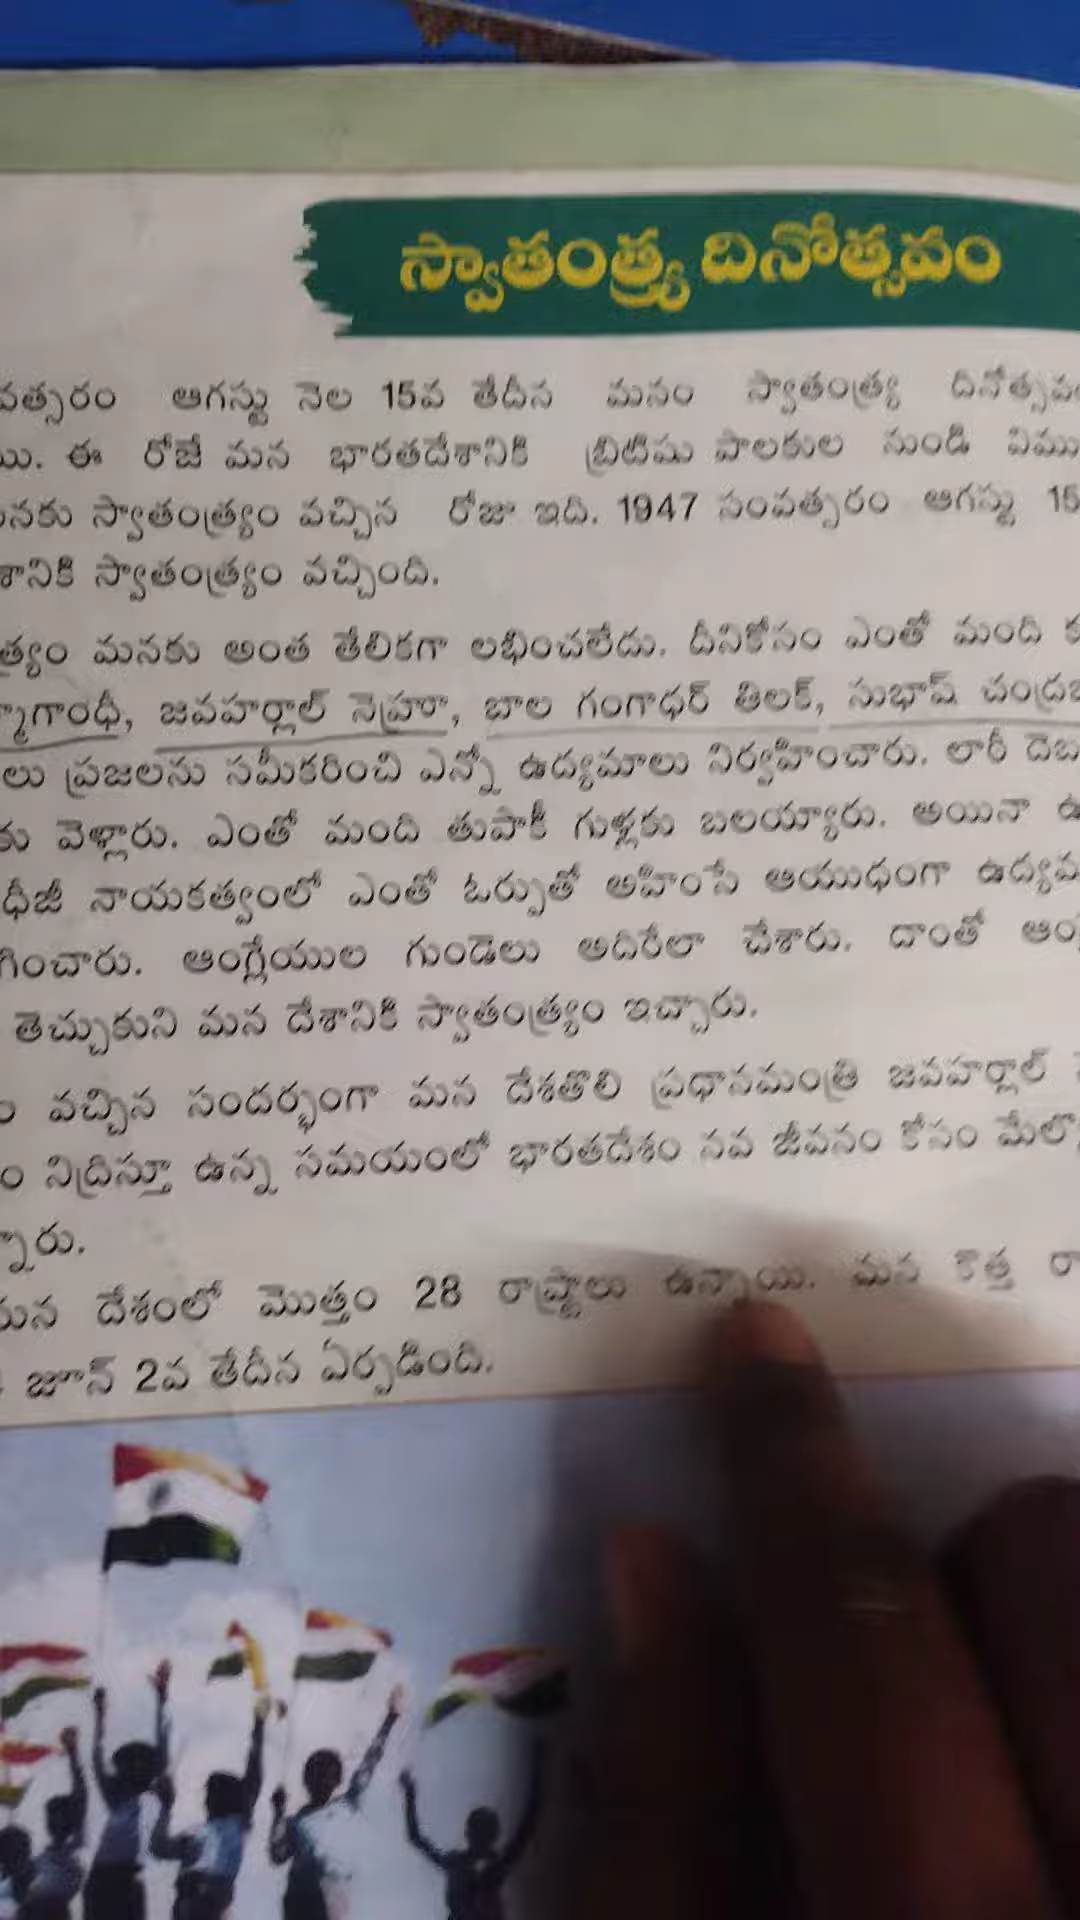 స్వాతంత్ర్య దినోత్సవం
వత్సరం ఆగస్టు నెల 15వ తేదీన మనం స్వాతంత్ర్య దినోత్సవం
యి. ఈ రోజే మన భారతదేశానికి బ్రిటిషు పాలకుల నుండి విము
నకు స్వాతంత్ర్యం వచ్చిన రోజు ఇది. 1947 సంవత్సరం ఆగస్టు 15
శానికి స్వాతంత్ర్యం వచ్చింది.
త్ర్యం మనకు అంత తేలికగా లభించలేదు. దీనికోసం ఎంతో మంది క
్మాగాంధీ, జవహర్లాల్ నెహ్రూ, బాల గంగాధర్ తిలక్, సుభాష్ చంద్రబ
లు ప్రజలను సమీకరించి ఎన్నో ఉద్యమాలు నిర్వహించారు. లాఠీ దెబ
కు వెళ్లారు. ఎంతో మంది తుపాకీ గుళ్లకు బలయ్యారు. అయినా ఉ
ధీజీ నాయకత్వంలో ఎంతో ఓర్పుతో అహింసే ఆయుధంగా ఉద్యమ
గించారు. ఆంగ్లేయుల గుండెలు అదిరేలా చేశారు. దాంతో ఆం
తెచ్చుకుని మన దేశానికి స్వాతంత్ర్యం ఇచ్చారు.
ం వచ్చిన సందర్భంగా మన దేశతొలి ప్రధానమంత్రి జవహర్లాల్ నె
ం నిద్రిస్తూ ఉన్న సమయంలో భారతదేశం నవ జీవనం కోసం మేలొ
్నారు.
మన దేశంలో మొత్తం 28 రాష్ట్రాలు ఉన్నాయి. మన కొత్త రా
జూన్ 2వ తేదీన ఏర్పడింది.